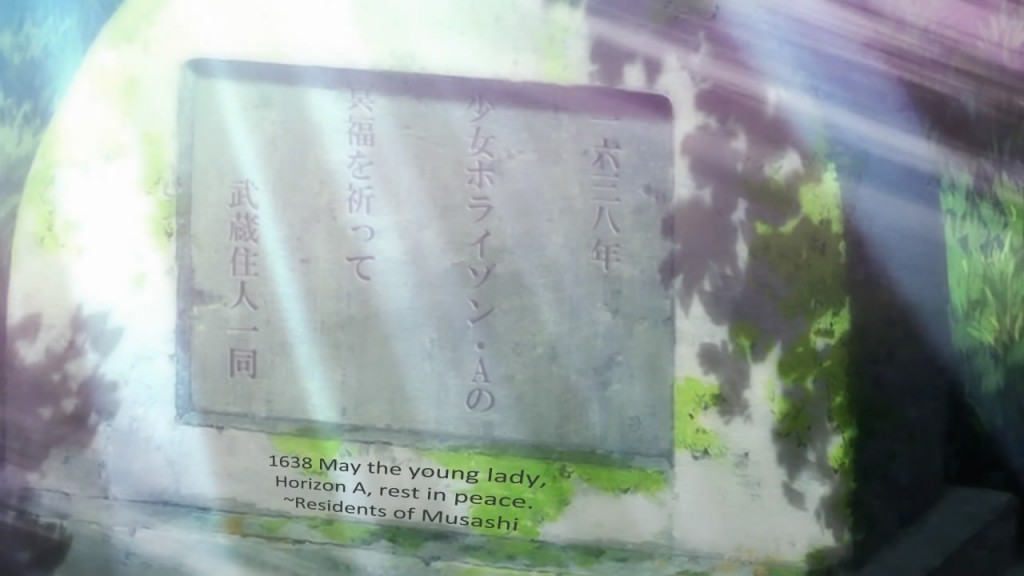 一六三八年
少女ホライゾン・Aの
冥福を祈って
武蔵住人一同
1638 May the young lady,
Horizon A, rest in peace.
~Residents of Musashi